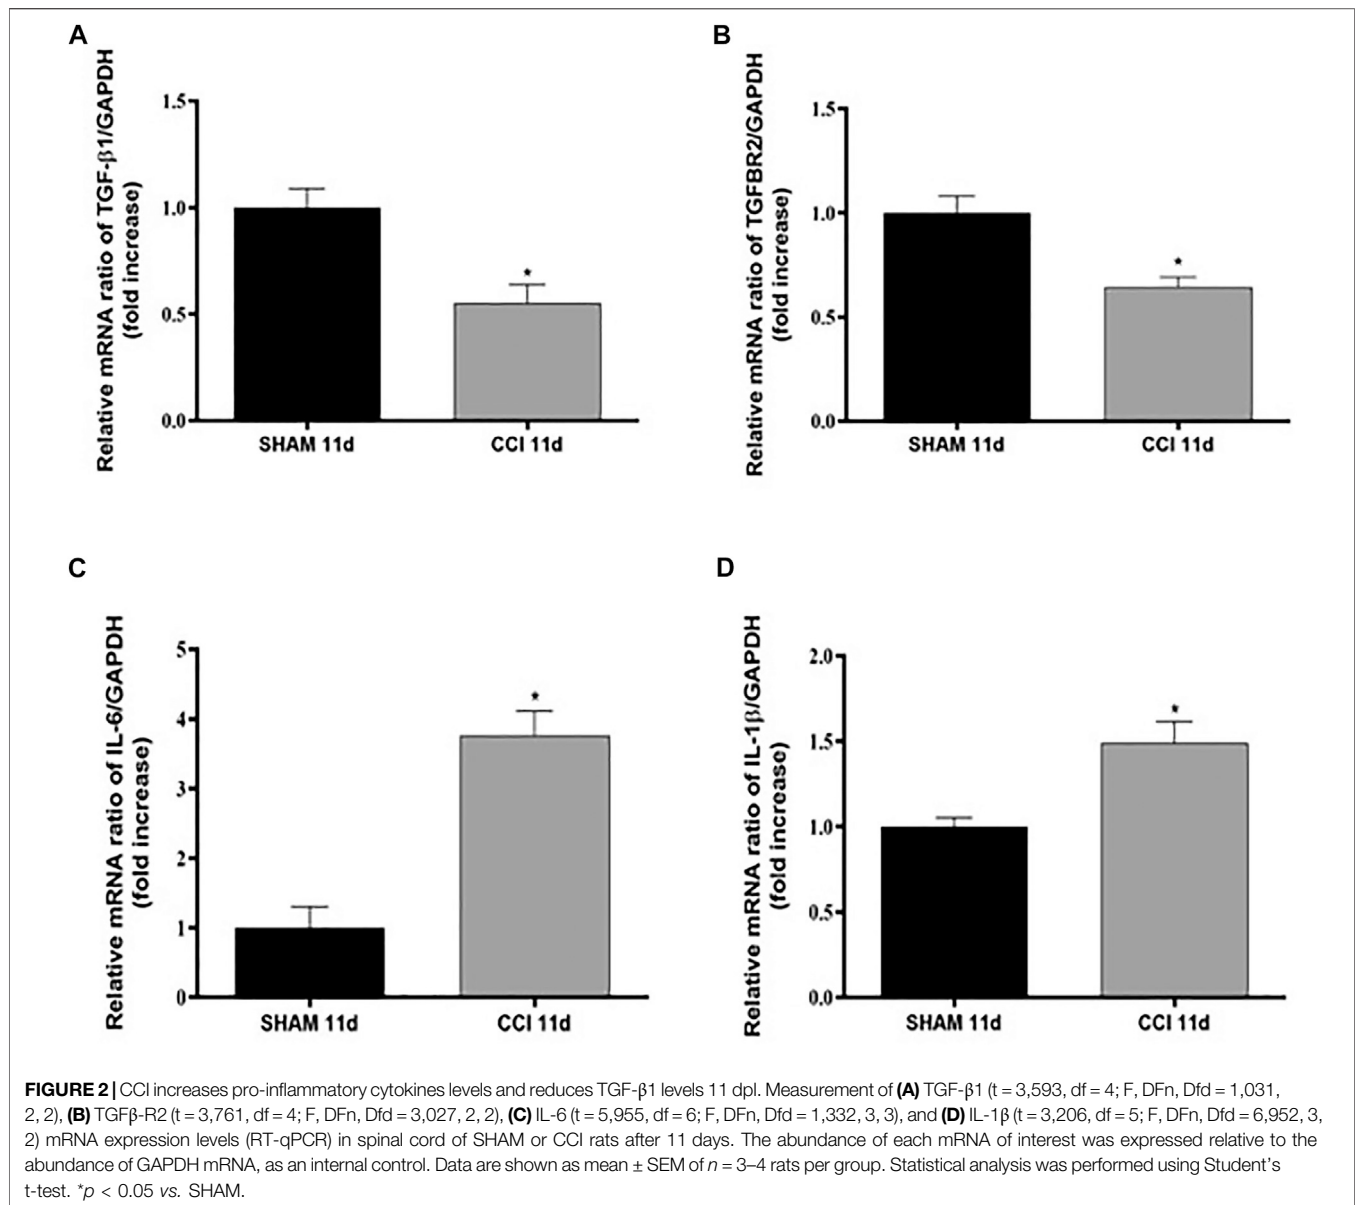 A
Relative mRNA ratio of TGF-β1/GAPDH
(fold increase)
1.5
1.0
0.5
0.0
*
SHAM 11d
CCI 11d
B
Relative mRNA ratio of TGFBR2/GAPDH
(fold increase)
1.5
1.0
0.5
0.0
*
SHAM 11d
CCI 11d
C
Relative mRNA ratio of IL-6/GAPDH
(fold increase)
5
4
3
2
1
0
*
SHAM 11d
CCI 11d
D
Relative mRNA ratio of IL-1β/GAPDH
(fold increase)
2.0
1.5
1.0
0.5
0.0
*
SHAM 11d
CCI 11d
FIGURE 2 | CCI increases pro-inflammatory cytokines levels and reduces TGF-β1 levels 11 dpl. Measurement of (A) TGF-β1 (t = 3,593, df = 4; F, DFn, Dfd = 1,031,
2, 2), (B) TGFβ-R2 (t = 3,761, df = 4; F, DFn, Dfd = 3,027, 2, 2), (C) IL-6 (t = 5,955, df = 6; F, DFn, Dfd = 1,332, 3, 3), and (D) IL-1β (t = 3,206, df = 5; F, DFn, Dfd = 6,952, 3,
2) mRNA expression levels (RT-qPCR) in spinal cord of SHAM or CCI rats after 11 days. The abundance of each mRNA of interest was expressed relative to the
abundance of GAPDH mRNA, as an internal control. Data are shown as mean ± SEM of n = 3–4 rats per group. Statistical analysis was performed using Student’s
t-test. *p < 0.05 vs. SHAM.